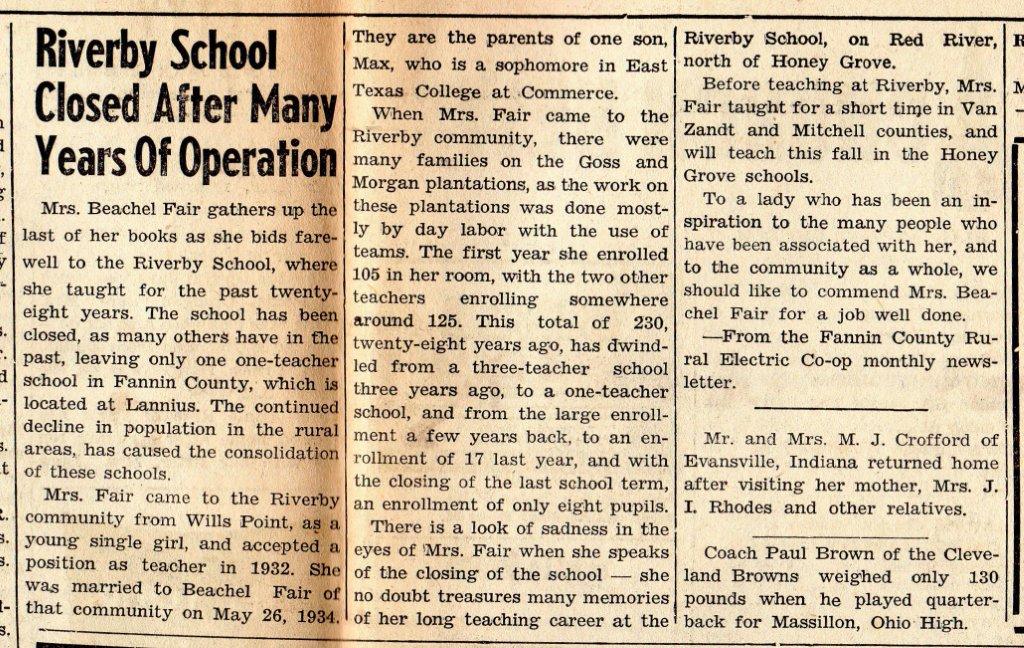 Riverby School
Closed After Many
Years Of Operation
Mrs. Beachel Fair gathers up the
last of her books as she bids fare-
well to the Riverby School, where
she taught for the past twenty-
eight years. The school has been
closed, as many others have in the
past, leaving only one one-teacher
school in Fannin County, which is
located at Lannius. The continued
decline in population in the rural
areas, has caused the consolidation
of these schools.
Mrs. Fair came to the Riverby
community from Wills Point, as a
young single girl, and accepted a
position as teacher in 1932. She
was married to Beachel Fair of
that community on May 26, 1934.
They are the parents of one son,
Max, who is a sophomore in East
Texas College at Commerce.
When Mrs. Fair came to the
Riverby community, there were
many families on the Goss and
Morgan plantations, as the work on
these plantations was done most-
ly by day labor with the use of
teams. The first year she enrolled
105 in her room, with the two other
teachers enrolling somewhere
around 125. This total of 230,
twenty-eight years ago, has dwind-
led from a three-teacher school
three years ago, to a one-teacher
school, and from the large enroll-
ment a few years back, to an en-
rollment of 17 last year, and with
the closing of the last school term,
an enrollment of only eight pupils.
There is a look of sadness in the
eyes of Mrs. Fair when she speaks
of the closing of the school — she
no doubt treasures many memories
of her long teaching career at the
Riverby School, on Red River,
north of Honey Grove.
Before teaching at Riverby, Mrs.
Fair taught for a short time in Van
Zandt and Mitchell counties, and
will teach this fall in the Honey
Grove schools.
To a lady who has been an in-
spiration to the many people who
have been associated with her, and
to the community as a whole, we
should like to commend Mrs. Bea-
chel Fair for a job well done.
—From the Fannin County Ru-
ral Electric Co-op monthly news-
letter.
Mr. and Mrs. M. J. Crofford of
Evansville, Indiana returned home
after visiting her mother, Mrs. J.
I. Rhodes and other relatives.
Coach Paul Brown of the Cleve-
land Browns weighed only 130
pounds when he played quarter-
back for Massillon, Ohio High.